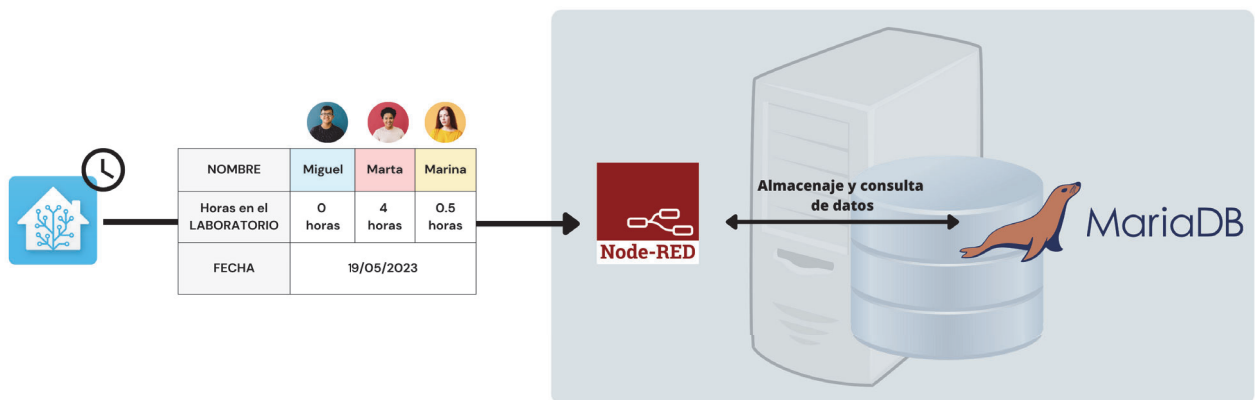 NOMBRE
Miguel
Marta
Marina
Horas en el
LABORATORIO
0
horas
4
horas
0.5
horas
FECHA
19/05/2023
Node-RED
Almacenaje y consulta
de datos
MariaDB